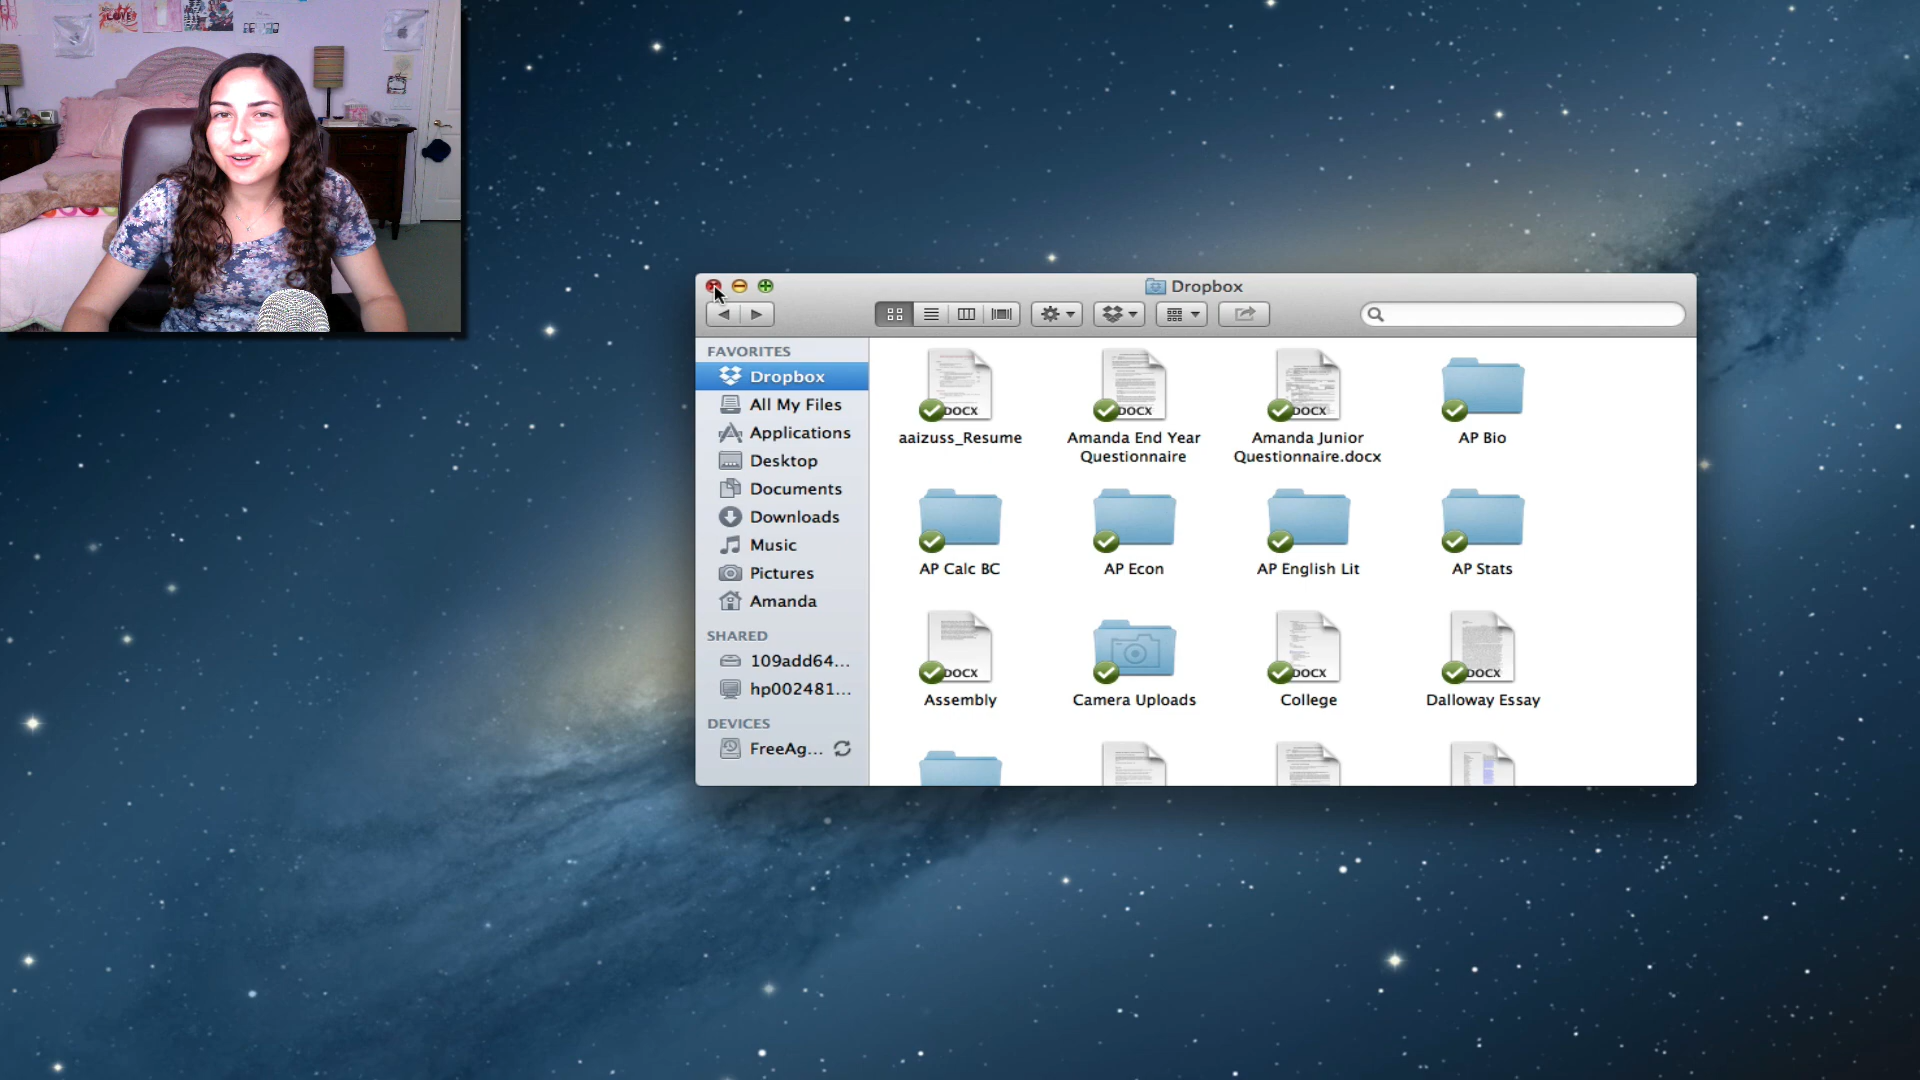 LOVE
Dropbox
FAVORITES
Dropbox
All My Files
Applications
Desktop
Documents
Downloads
Music
Pictures
Amanda
SHARED
109add64...
hp002481...
DEVICES
FreeAg...
DOCX
DOCX
DOCX
aaizuss_Resume
Amanda End Year
Questionnaire
Amanda Junior
Questionnaire.docx
AP Bio
AP Calc BC
AP Econ
AP English Lit
AP Stats
DOCX
DOCX
DOCX
Assembly
Camera Uploads
College
Dalloway Essay